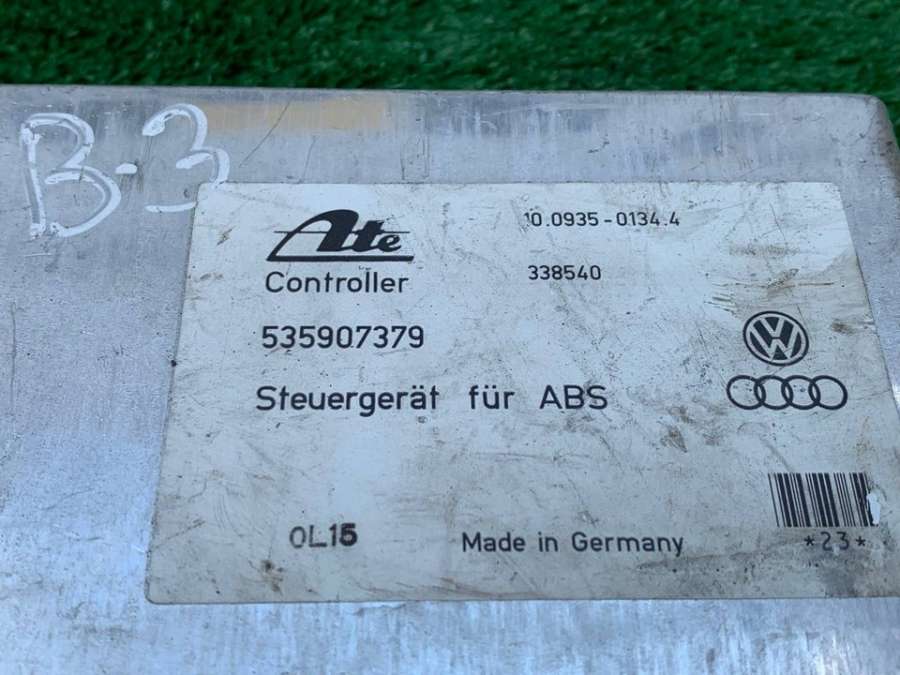 B-3
Ate
10.0935-0134.4
Controller
338540
535907379
Steuergerät für ABS
0L15
Made in Germany
*23*